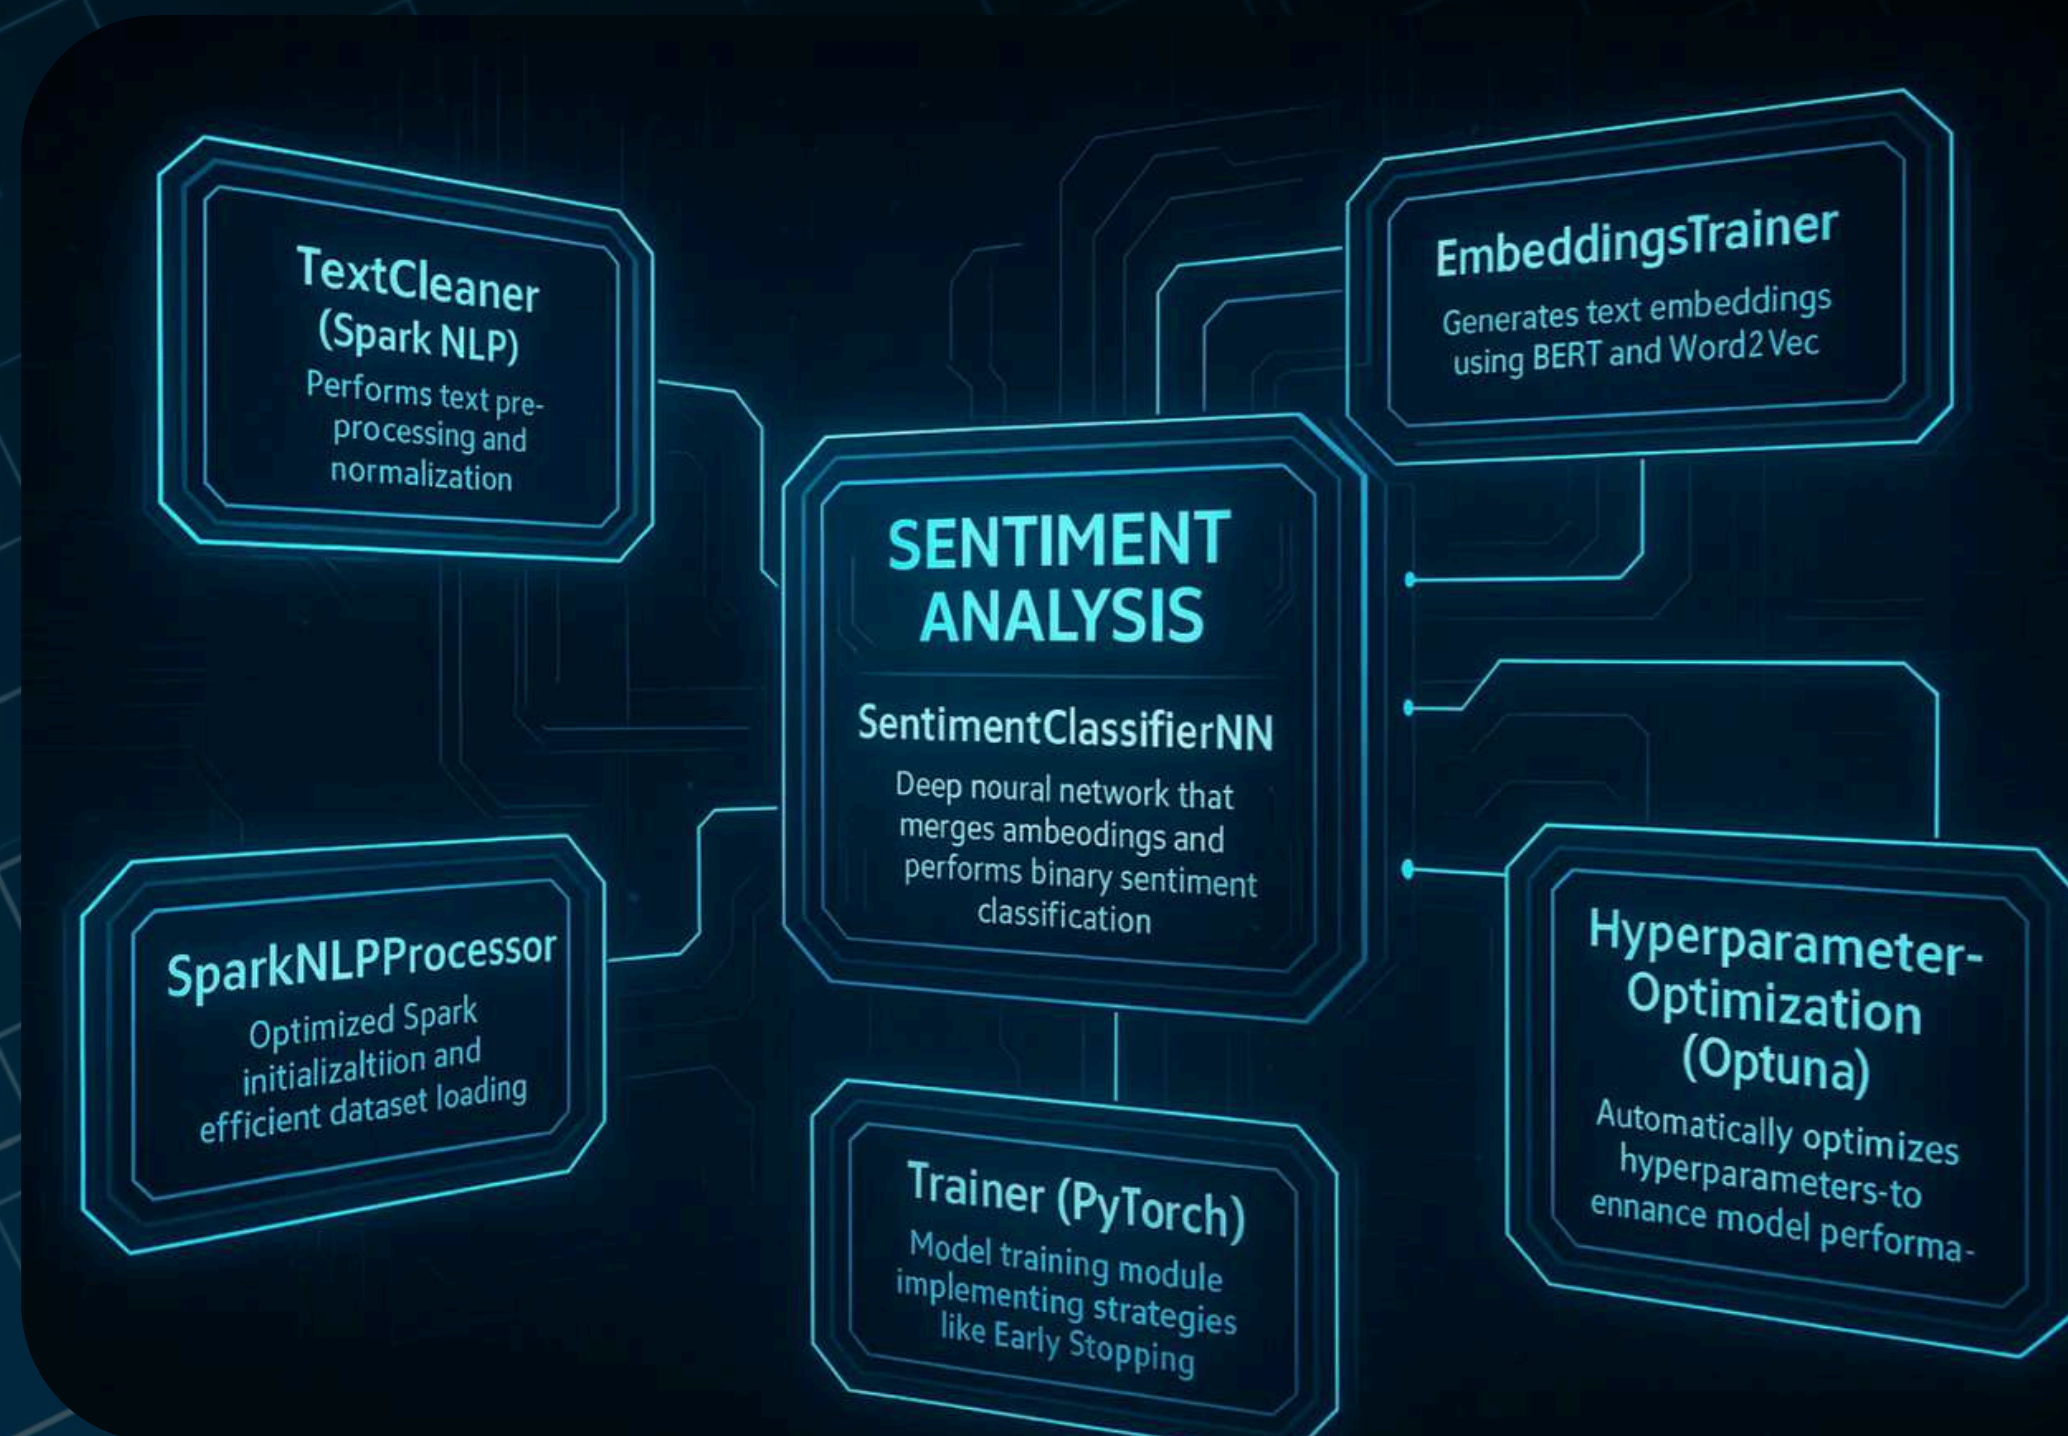 TextCleaner
(Spark NLP)
Performs text pre-
processing and
normalization
EmbeddingsTrainer
Generates text embeddings
using BERT and Word2Vec
SENTIMENT
ANALYSIS
SentimentClassifierNN
Deep noural network that
merges ambeodings and
performs binary sentiment
classification
SparkNLPProcessor
Optimized Spark
initializaltiion and
efficient dataset loading
Trainer (PyTorch)
Model training module
implementing strategies
like Early Stopping
Hyperparameter-
Optimization
(Optuna)
Automatically optimizes
hyperparameters-to
ennance model performa-